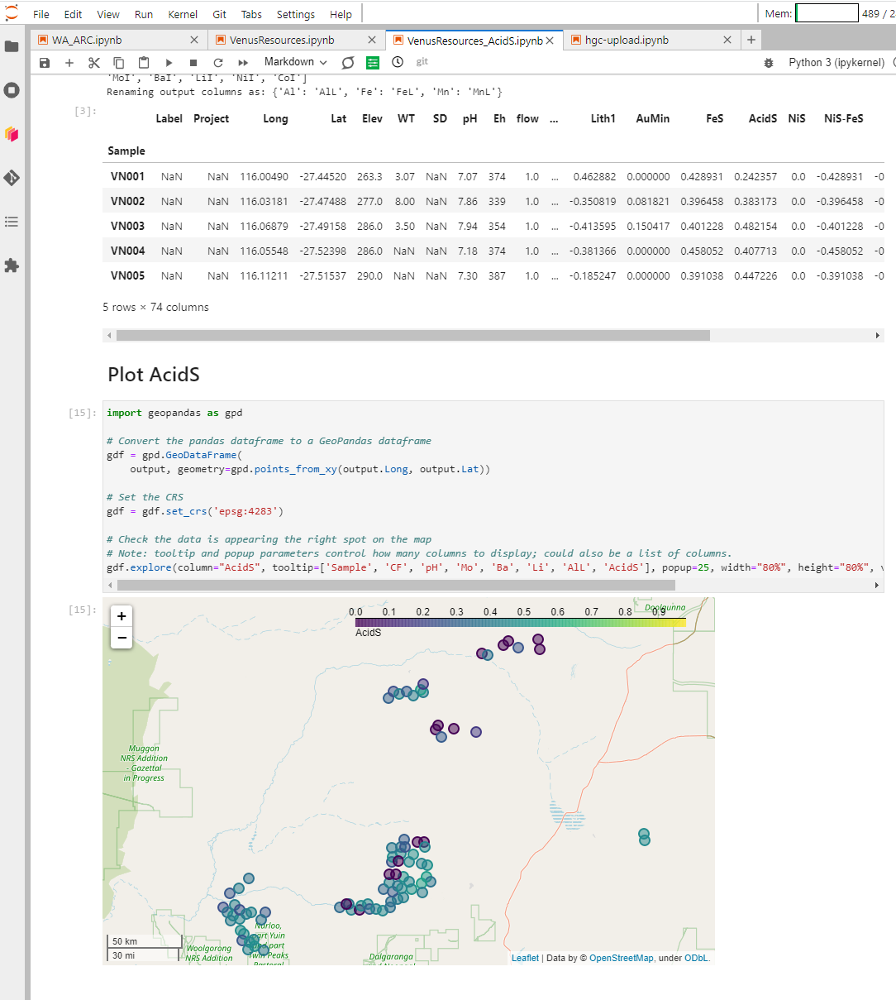 File Edit View Run Kernel Git Tabs Settings Help Mem: 489 / 2
WA_ARC.ipynb VenusResources.ipynb VenusResources_AcidS.ipynb hgc-upload.ipynb
Markdown git Python 3 (ipykernel)
'MoI', 'BaI', 'LiI', 'NiI', 'CoI']
Renaming output columns as: {'Al': 'AlL', 'Fe': 'FeL', 'Mn': 'MnL'}
[3]:
Label Project Long Lat Elev WT SD pH Eh flow ... Lith1 AuMin FeS AcidS NiS NiS-FeS
Sample
VN001 NaN NaN 116.00490 -27.44520 263.3 3.07 NaN 7.07 374 1.0 ... 0.462882 0.000000 0.428931 0.242357 0.0 -0.428931 -0
VN002 NaN NaN 116.03181 -27.47488 277.0 8.00 NaN 7.86 339 1.0 ... -0.350819 0.081821 0.396458 0.383173 0.0 -0.396458 -0
VN003 NaN NaN 116.06879 -27.49158 286.0 3.50 NaN 7.94 354 1.0 ... -0.413595 0.150417 0.401228 0.482154 0.0 -0.401228 -0
VN004 NaN NaN 116.05548 -27.52398 286.0 NaN NaN 7.18 374 1.0 ... -0.381366 0.000000 0.458052 0.407713 0.0 -0.458052 -0
VN005 NaN NaN 116.11211 -27.51537 290.0 NaN NaN 7.30 387 1.0 ... -0.185247 0.000000 0.391038 0.447226 0.0 -0.391038 -0
5 rows × 74 columns
Plot AcidS
[15]:
import geopandas as gpd
# Convert the pandas dataframe to a GeoPandas dataframe
gdf = gpd.GeoDataFrame(
output, geometry=gpd.points_from_xy(output.Long, output.Lat))
# Set the CRS
gdf = gdf.set_crs('epsg:4283')
# Check the data is appearing the right spot on the map
# Note: tooltip and popup parameters control how many columns to display; could also be a list of columns.
gdf.explore(column="AcidS", tooltip=['Sample', 'CF', 'pH', 'Mo', 'Ba', 'Li', 'AlL', 'AcidS'], popup=25, width="80%", height="80%",
[15]:
+
−
0.0 0.1 0.2 0.3 0.4 0.5 0.6 0.7 0.8 0.9
AcidS
Doolgunna
Muggon
NRS Addition
- Gazettal
in Progress
Narloo,
part Yuin
and part
Twin Peaks
Pastoral
Woolgorong
NRS Addition
Dalgaranga
50 km
30 mi
Leaflet | Data by © OpenStreetMap, under ODbL.